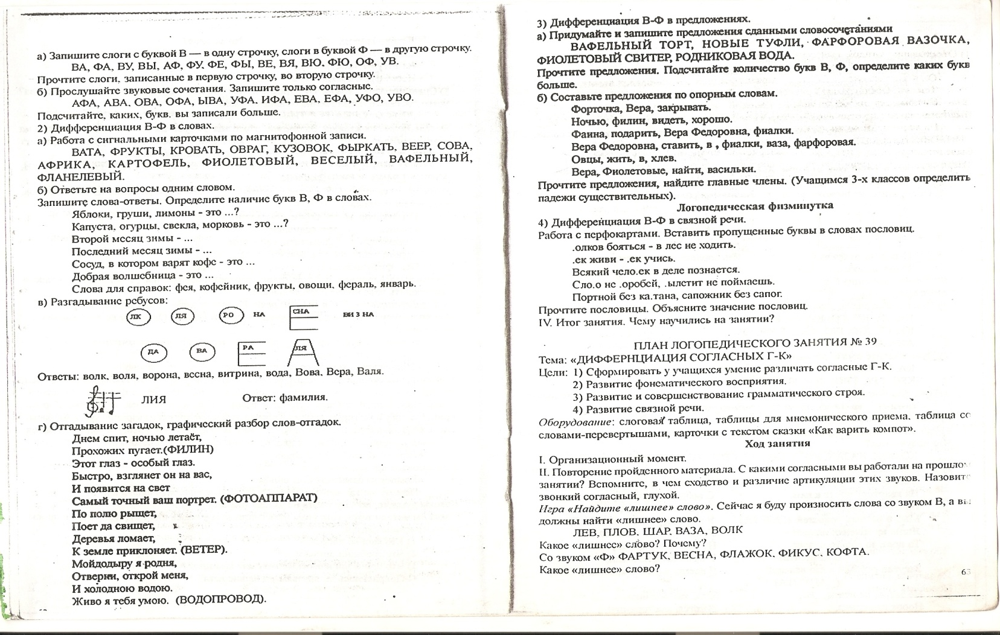 а) Запишите слоги с буквой В — в одну строчку, слоги в буквой Ф — в другую строчку.
ВА, ФА, ВУ, ВЫ, АФ, ФУ, ФЕ, ФЫ, ВЕ, ВЯ, ВЮ, ФЮ, ОФ, УВ.
Прочтите слоги, записанные в первую строчку, во вторую строчку.
б) Прослушайте звуковые сочетания. Запишите только согласные.
АФА, АВА, ОВА, ОФА, ЫВА, УФА, ИФА, ЕВА, ЕФА, УФО, УВО.
Подсчитайте, каких, букв. вы записали больше.
2) Дифференциация В-Ф в словах.
а) Работа с сигнальными карточками по магнитофонной записи.
ВАТА, ФРУКТЫ, КРОВАТЬ, ОВРАГ, КУЗОВОК, ФЫРКАТЬ, ВЕЕР, СОВА,
АФРИКА, КАРТОФЕЛЬ, ФИОЛЕТОВЫЙ, ВЕСЕЛЫЙ, ВАФЕЛЬНЫЙ,
ФЛАНЕЛЕВЫЙ.
б) Ответьте на вопросы одним словом.
Запишите слова-ответы. Определите наличие букв В, Ф в словах.
Яблоки, груши, лимоны - это ...?
Капуста, огурцы, свекла, морковь - это ...?
Второй месяц зимы - ...
Последний месяц зимы - ...
Сосуд, в котором варят кофе - это ...
Добрая волшебница - это ...
Слова для справок: фея, кофейник, фрукты, овощи, фераль, январь.
в) Разгадывание ребусов:
ЛК ЛЯ РО НА СНА ВИ З НА
ДА ВА РА ЛЯ
Ответы: волк, воля, ворона, весна, витрина, вода, Вова, Вера, Валя.
ЛИЯ Ответ: фамилия.
г) Отгадывание загадок, графический разбор слов-отгадок.
Днем спит, ночью летает,
Прохожих пугает.(ФИЛИН)
Этот глаз - особый глаз.
Быстро, взглянет он на вас,
И появится на свет
Самый точный ваш портрет. (ФОТОАППАРАТ)
По полю рыщет,
Поет да свищет,
Деревья ломает,
К земле приклоняет. (ВЕТЕР).
Мойдодыру я родня,
Отверни, открой меня,
И холодною водою.
Живо я тебя умою. (ВОДОПРОВОД).
3) Дифференциация В-Ф в предложениях.
а) Придумайте и запишите предложения сданными словосочетаниями
ВАФЕЛЬНЫЙ ТОРТ, НОВЫЕ ТУФЛИ, ФАРФОРОВАЯ ВАЗОЧКА,
ФИОЛЕТОВЫЙ СВИТЕР, РОДНИКОВАЯ ВОДА.
Прочтите предложения. Подсчитайте количество букв В, Ф, определите каких букв
больше.
б) Составьте предложения по опорным словам.
Форточка, Вера, закрывать.
Ночью, филин, видеть, хорошо.
Фаина, подарить, Вера Федоровна, фиалки.
Вера Федоровна, ставить, в , фиалки, ваза, фарфоровая.
Овцы, жить, в, хлев.
Вера, Фиолетовые, найти, васильки.
Прочтите предложения, найдите главные члены. (Учащимся 3-х классов определить
падежи существительных).
Логопедическая физминутка
4) Дифференциация В-Ф в связной речи.
Работа с перфокартами. Вставить пропущенные буквы в словах пословиц.
.олков бояться - в лес не ходить.
.ек живи - .ек учись.
Всякий чело.ек в деле познается.
Сло.о не .оробей, .ылетит не поймаешь.
Портной без ка.тана, сапожник без сапог.
Прочтите пословицы. Объясните значение пословиц.
IV. Итог занятия. Чему научились на занятии?
ПЛАН ЛОГОПЕДИЧЕСКОГО ЗАНЯТИЯ № 39
Тема: «ДИФФЕРНЦИАЦИЯ СОГЛАСНЫХ Г-К»
Цели: 1) Сформировать у учащихся умение различать согласные Г-К.
2) Развитие фонематического восприятия.
3) Развитие и совершенствование грамматического строя.
4) Развитие связной речи.
Оборудование: слоговая таблица, таблицы для мнемонического приема, таблица со
словами-перевертышами, карточки с текстом сказки «Как варить компот».
Ход занятия
I. Организационный момент.
II. Повторение пройденного материала. С какими согласными вы работали на прошло
занятии? Вспомните, в чем сходство и различие артикуляции этих звуков. Назовит
звонкий согласный, глухой.
Игра «Найдите «лишнее» слово». Сейчас я буду произносить слова со звуком В, а вы
должны найти «лишнее» слово.
ЛЕВ, ПЛОВ, ШАР, ВАЗА, ВОЛК
Какое «лишнее» слово? Почему?
Со звуком «Ф» ФАРТУК, ВЕСНА, ФЛАЖОК, ФИКУС, КОФТА.
Какое «лишнее» слово?